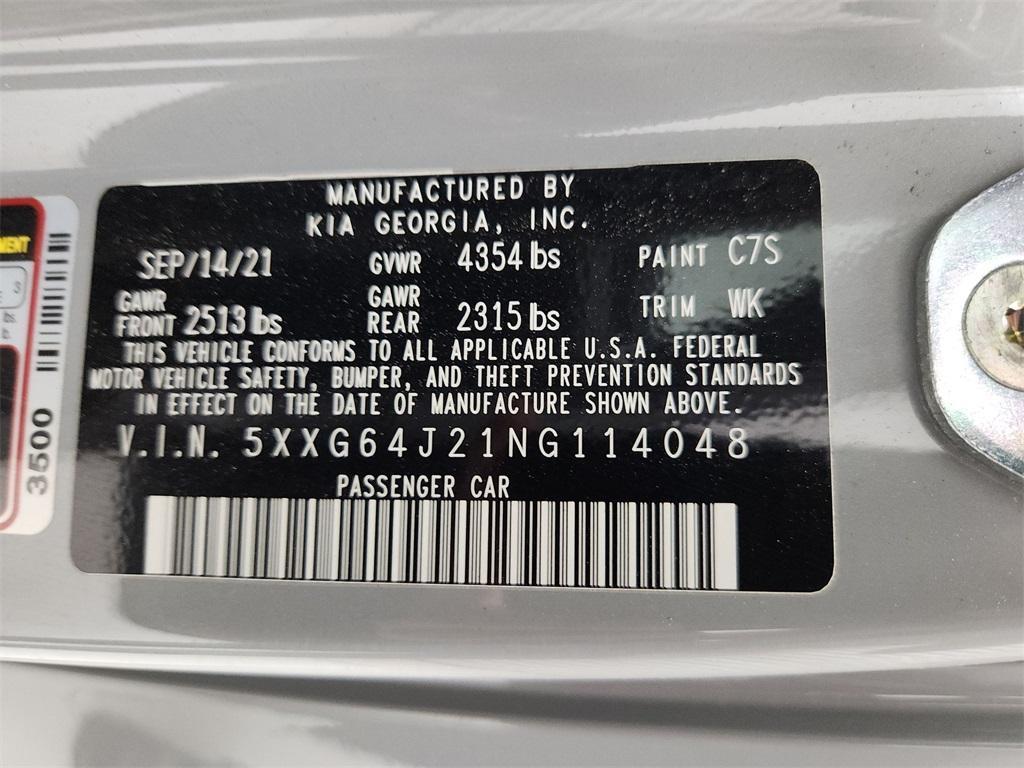 MANUFACTURED BY
KIA GEORGIA, INC.
SEP/14/21 GVWR 4354 lbs PAINT C7S
GAWR FRONT 2513 lbs GAWR REAR 2315 lbs TRIM WK
THIS VEHICLE CONFORMS TO ALL APPLICABLE U.S.A. FEDERAL
MOTOR VEHICLE SAFETY, BUMPER, AND THEFT PREVENTION STANDARDS
IN EFFECT ON THE DATE OF MANUFACTURE SHOWN ABOVE.
V.I.N. 5XXG64J21NG114048
PASSENGER CAR
3500
3